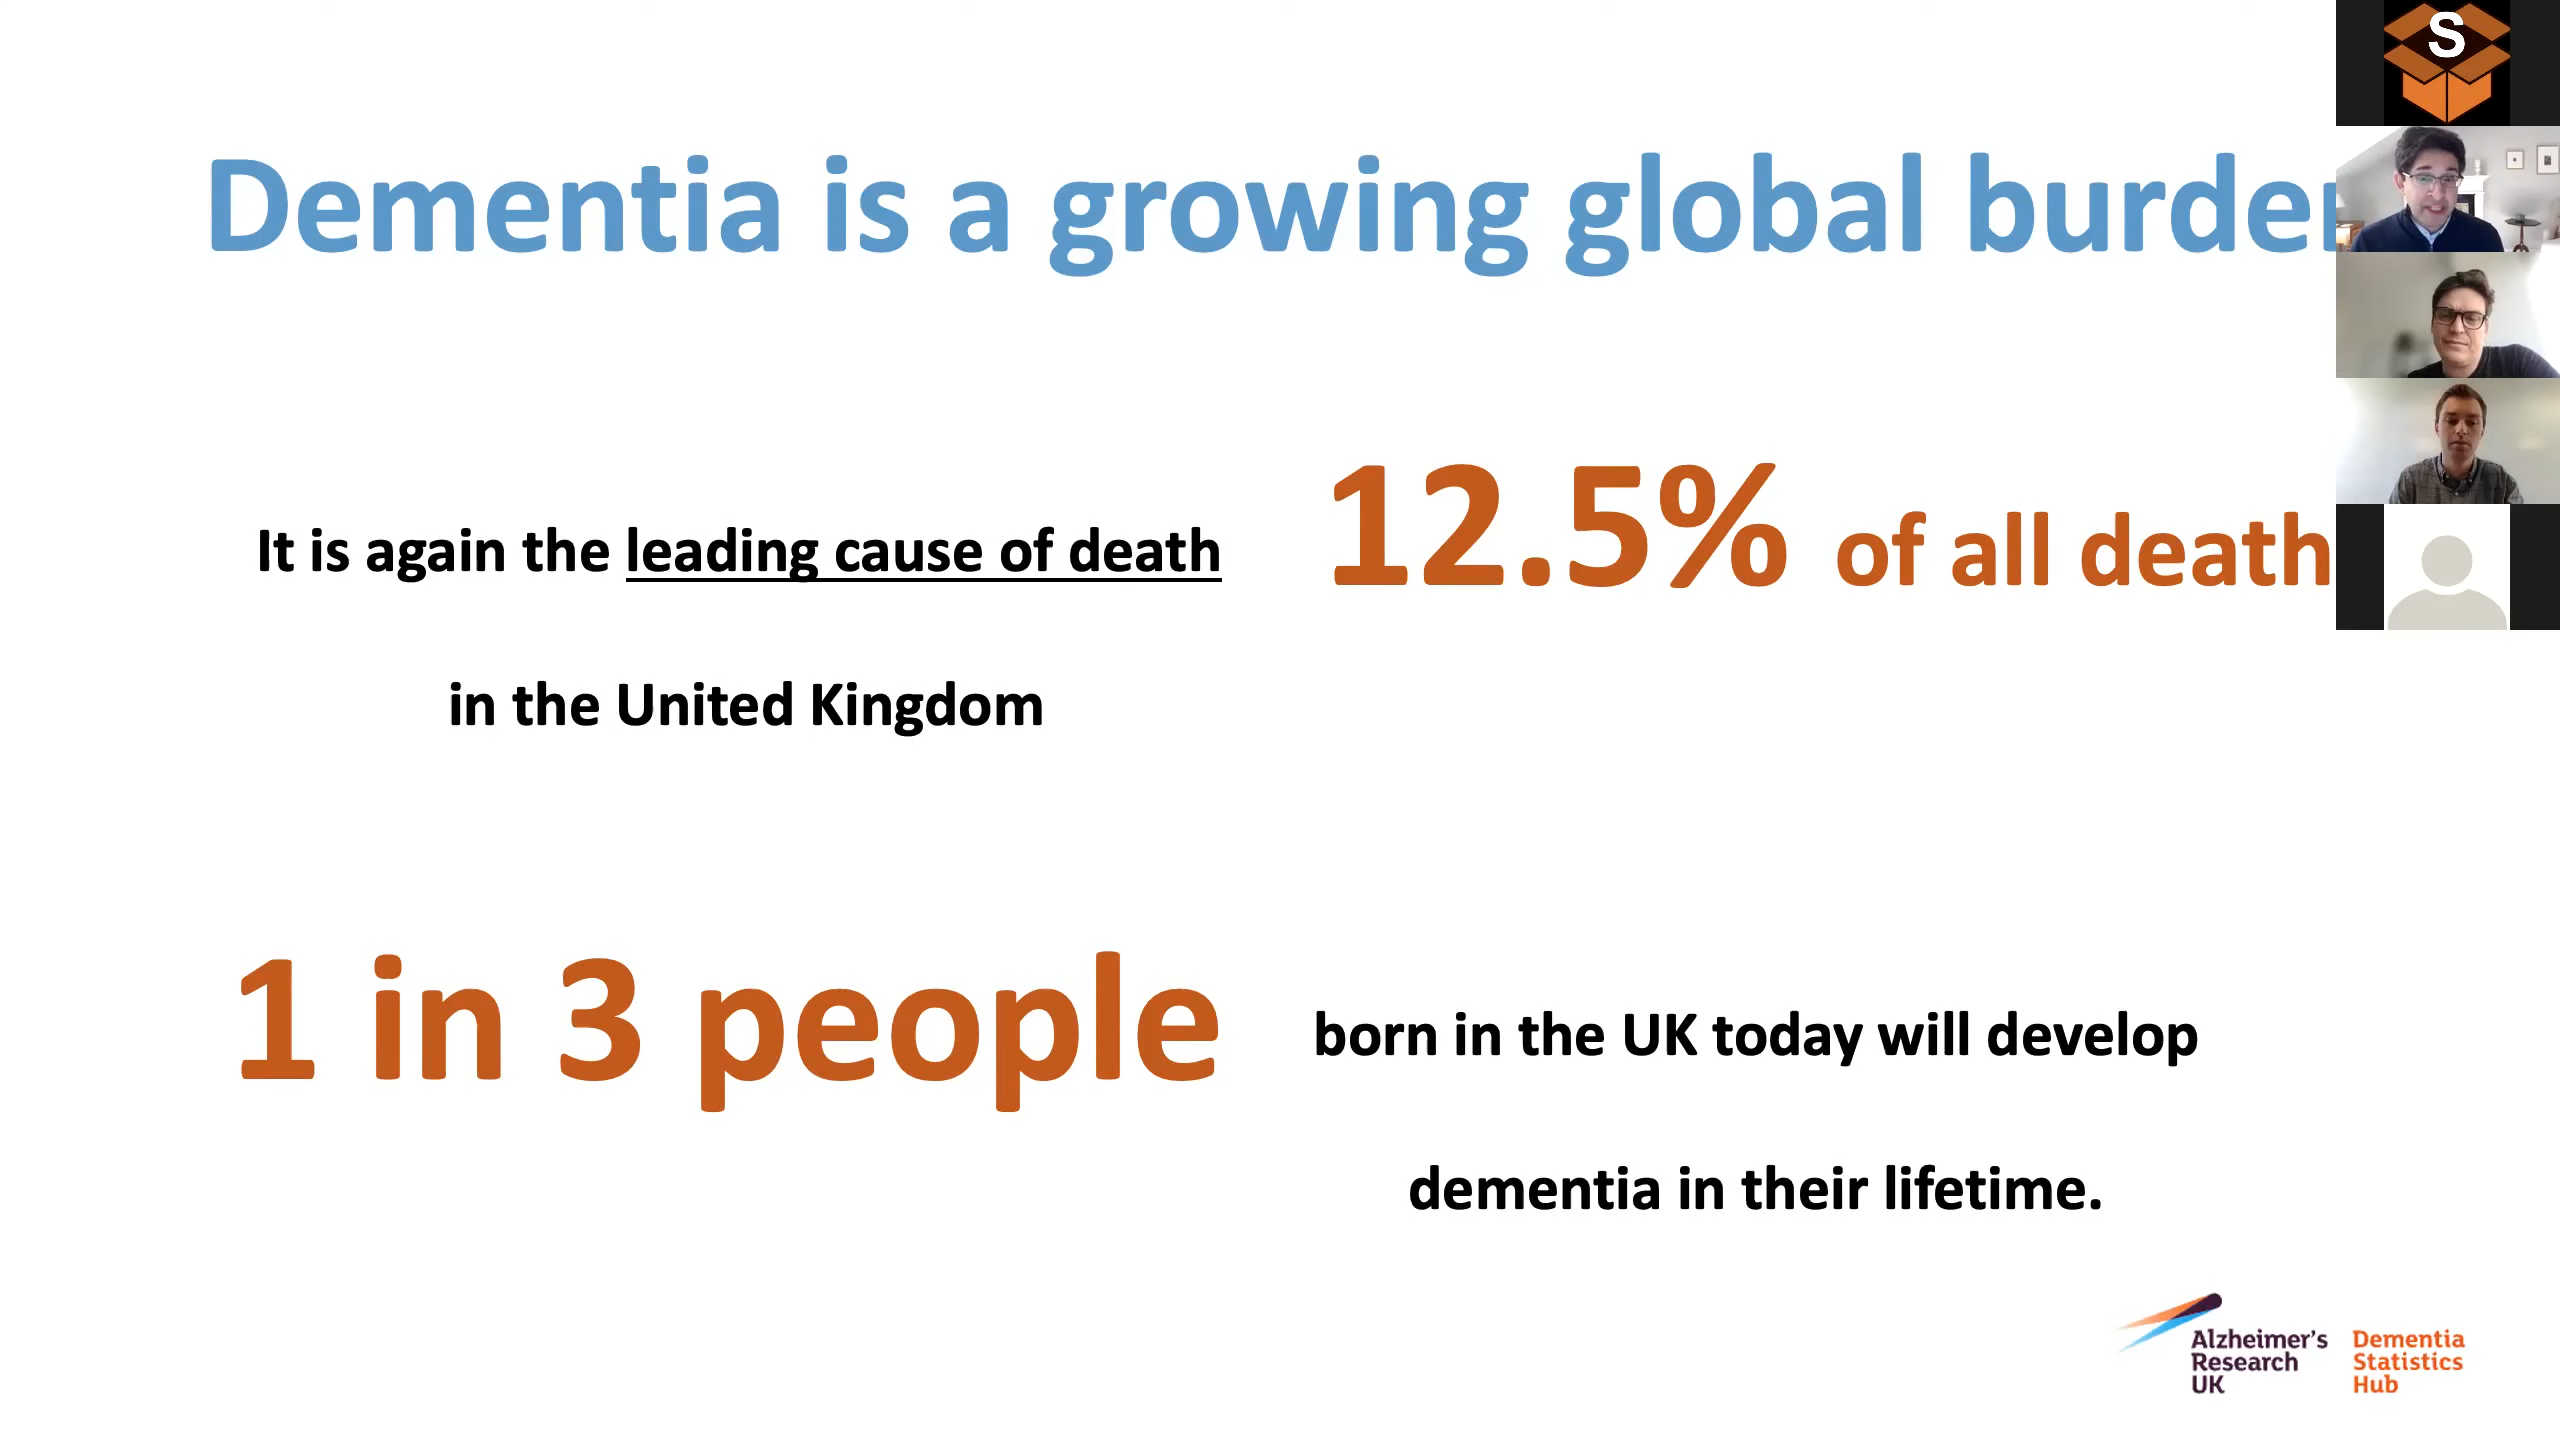 S
Dementia is a growing global burde
It is again the leading cause of death
in the United Kingdom
12.5% of all death
1 in 3 people
born in the UK today will develop
dementia in their lifetime.
Alzheimer's
Research
UK
Dementia
Statistics
Hub